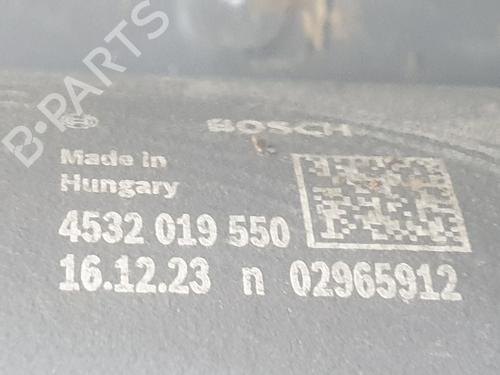 B-PARTS
BOSCH
Made in
Hungary
4532 019 550
16.12.23 n 02965912